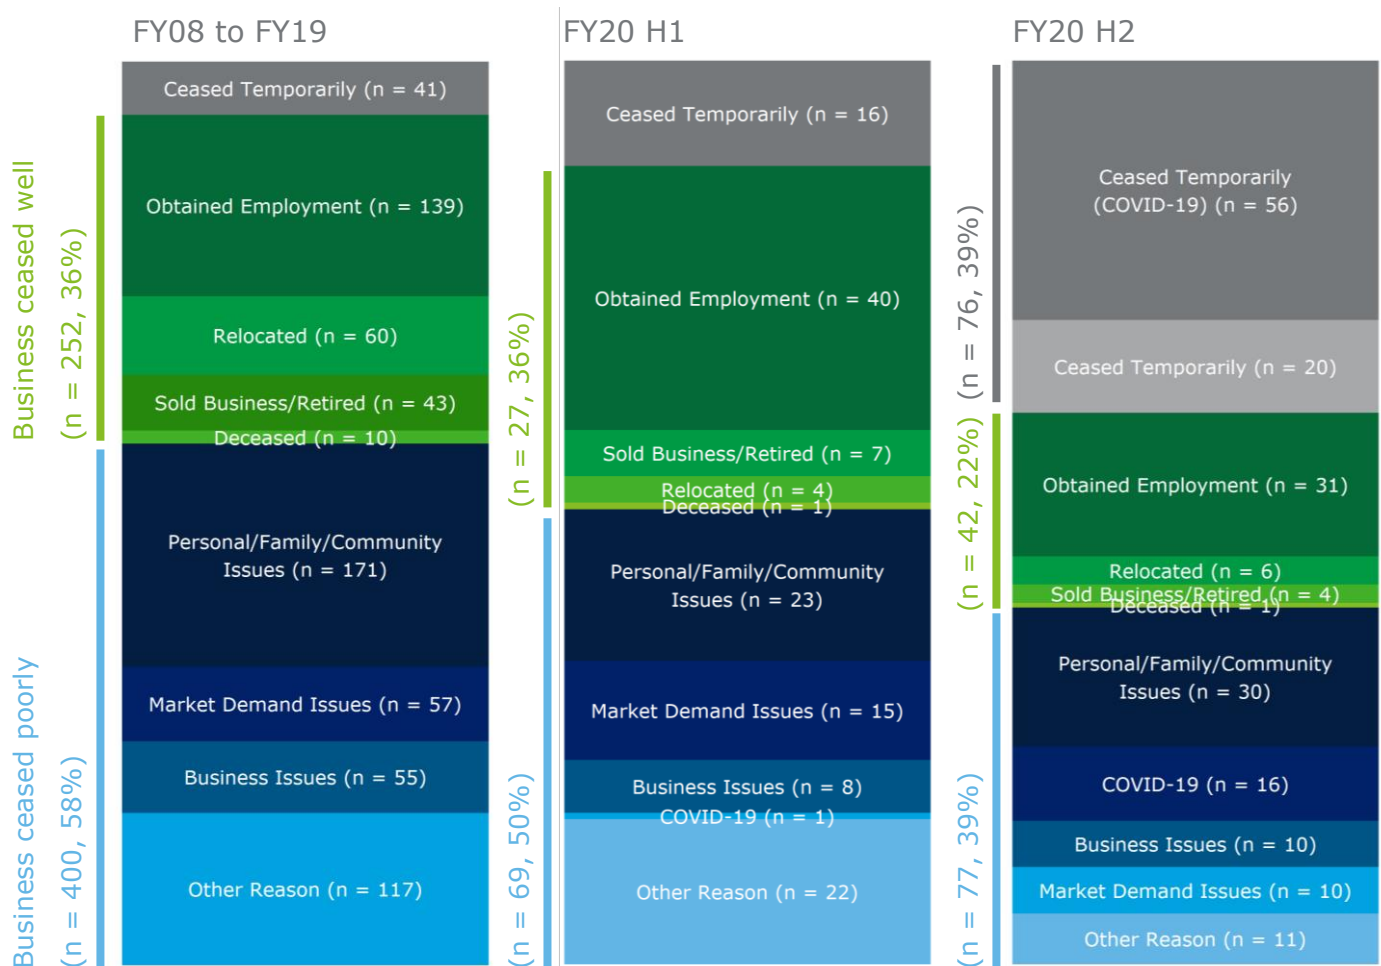 FY08 to FY19
Business ceased well
(n = 252, 36%)
Business ceased poorly
(n = 400, 58%)
Ceased Temporarily (n = 41)
Obtained Employment (n = 139)
Relocated (n = 60)
Sold Business/Retired (n = 43)
Deceased (n = 10)
Personal/Family/Community
Issues (n = 171)
Market Demand Issues (n = 57)
Business Issues (n = 55)
Other Reason (n = 117)
FY20 H1
(n = 27, 36%)
(n = 69, 50%)
Ceased Temporarily (n = 16)
Obtained Employment (n = 40)
Sold Business/Retired (n = 7)
Relocated (n = 4)
Deceased (n = 1)
Personal/Family/Community
Issues (n = 23)
Market Demand Issues (n = 15)
Business Issues (n = 8)
COVID-19 (n = 1)
Other Reason (n = 22)
FY20 H2
(n = 76, 39%)
(n = 42, 22%)
(n = 77, 39%)
Ceased Temporarily
(COVID-19) (n = 56)
Ceased Temporarily (n = 20)
Obtained Employment (n = 31)
Relocated (n = 6)
Sold Business/Retired (n = 4)
Deceased (n = 1)
Personal/Family/Community
Issues (n = 30)
COVID-19 (n = 16)
Business Issues (n = 10)
Market Demand Issues (n = 10)
Other Reason (n = 11)